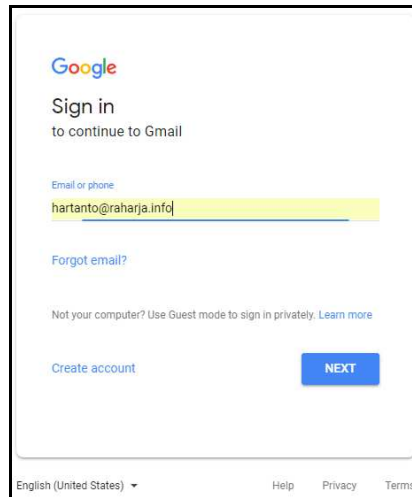 Google
Sign in
to continue to Gmail
Email or phone
hartanto@raharja.info
Forgot email?
Not your computer? Use Guest mode to sign in privately. Learn more
Create account NEXT
English (United States) Help Privacy Terms